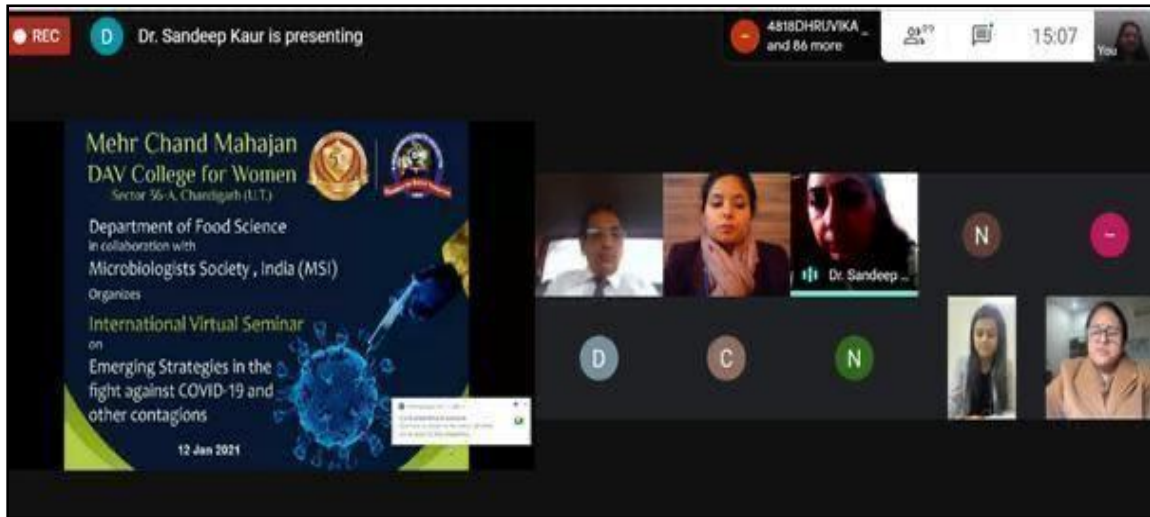 REC
D
Dr. Sandeep Kaur is presenting
4818DHRUVIKA _
and 86 more
99
15:07
You
Mehr Chand Mahajan
DAV College for Women
Sector 36-A, Chandigarh (U.T.)
Department of Food Science
in collaboration with
Microbiologists Society , India (MSI)
Organizes
International Virtual Seminar
on
Emerging Strategies in the
fight against COVID-19 and
other contagions
12 Jan 2021
Dr. Sandeep ...
N
D
C
N